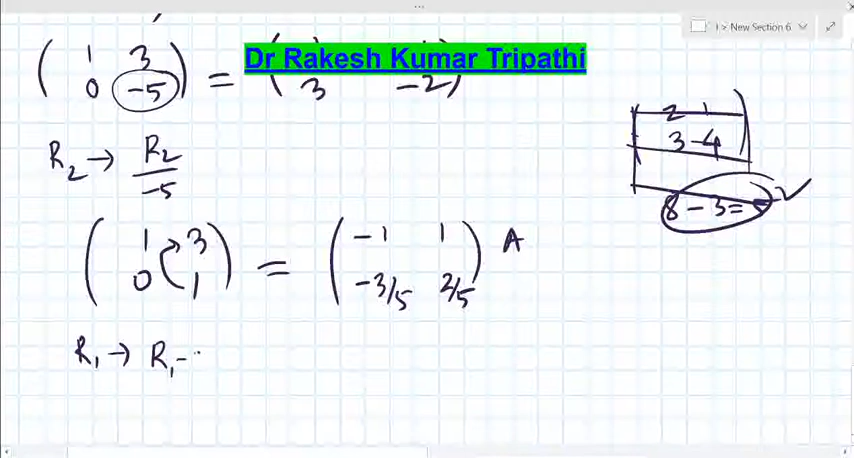 > New Section 6
( 1 3
0 -5 ) = ( 3 -2 )
Dr Rakesh Kumar Tripathi
R₂ → R₂/-5
2 1
3 -4
8 - 3 =
( 1 3
0 1 ) = ( -1 1
-3/5 2/5 ) A
R₁ → R₁ -